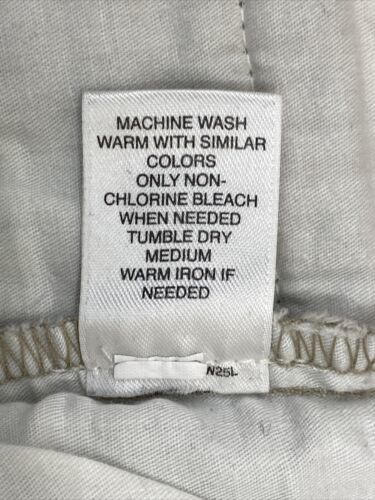 MACHINE WASH
WARM WITH SIMILAR
COLORS
ONLY NON-
CHLORINE BLEACH
WHEN NEEDED
TUMBLE DRY
MEDIUM
WARM IRON IF
NEEDED